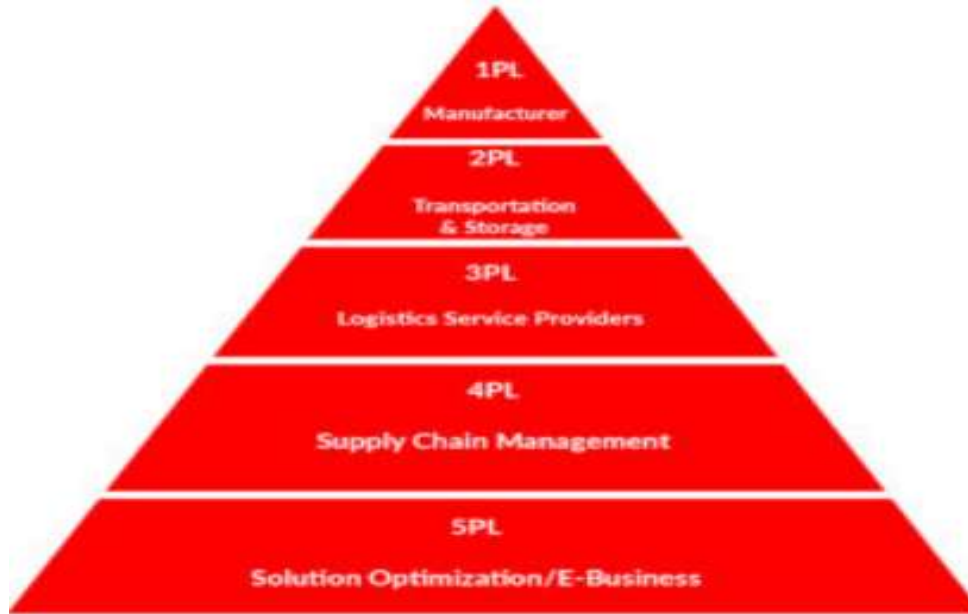 1PL
Manufacturer
2PL
Transportation
& Storage
3PL
Logistics Service Providers
4PL
Supply Chain Management
5PL
Solution Optimization/E-Business